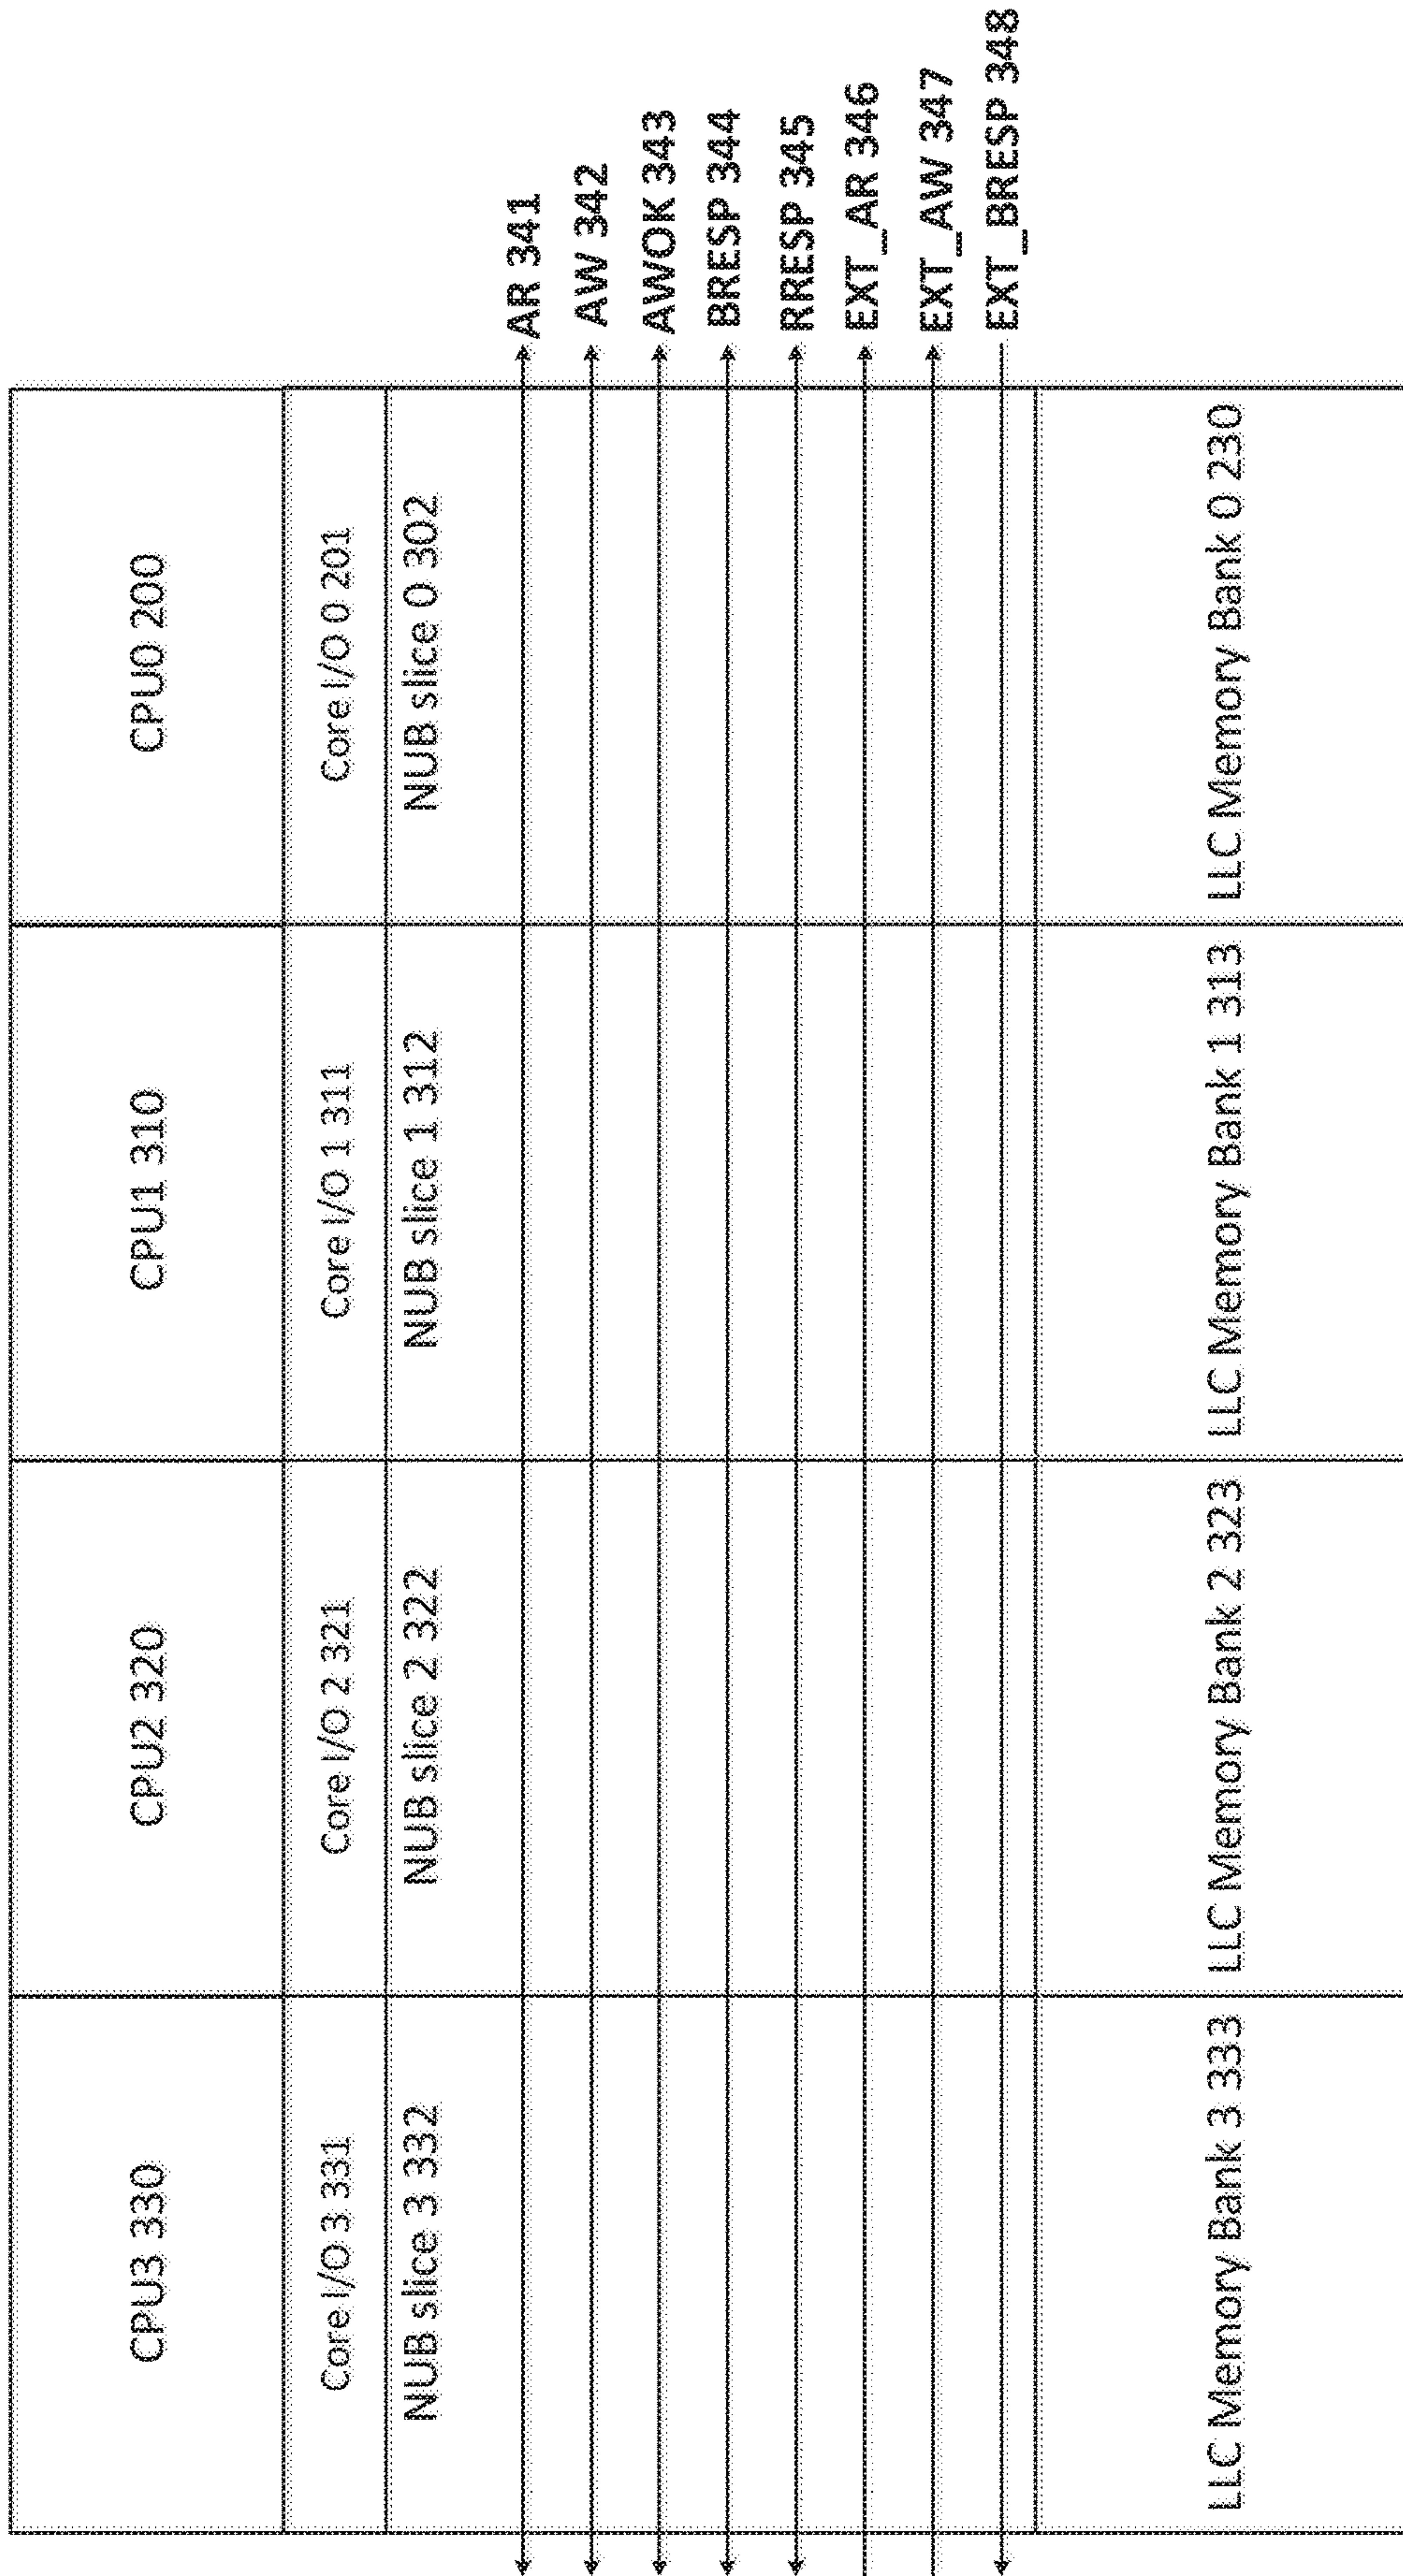 CPU3 330
CPU2 320
CPU1 310
CPU0 200
Core I/O 3 331
Core I/O 2 321
Core I/O 1 311
Core I/O 0 201
NUB slice 3 332
NUB slice 2 322
NUB slice 1 312
NUB slice 0 302
AR 341
AW 342
AWOK 343
BRESP 344
RRESP 345
EXT_AR 346
EXT_AW 347
EXT_BRESP 348
LLC Memory Bank 3 333
LLC Memory Bank 2 323
LLC Memory Bank 1 313
LLC Memory Bank 0 230